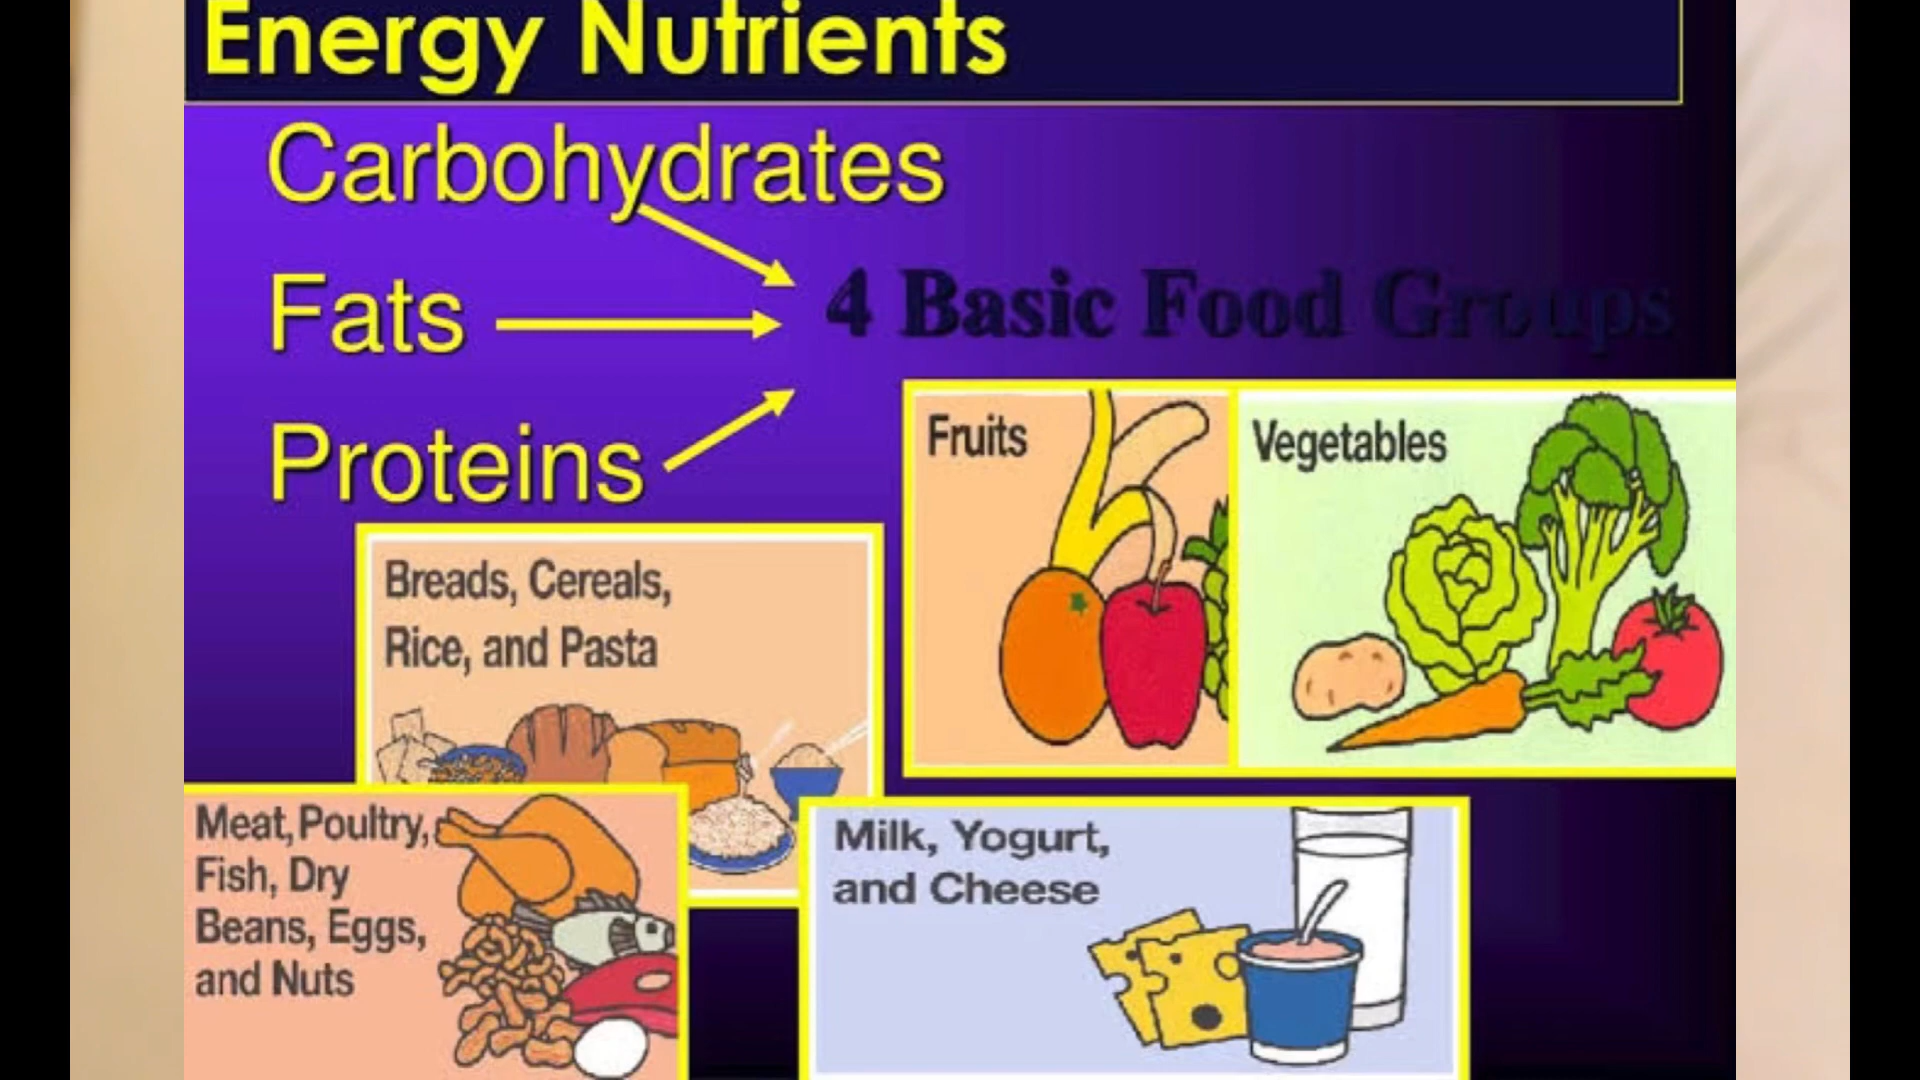 Energy Nutrients
Carbohydrates
Fats
4 Basic Food Groups
Proteins
Fruits
Vegetables
Breads, Cereals,
Rice, and Pasta
Meat, Poultry,
Fish, Dry
Beans, Eggs,
and Nuts
Milk, Yogurt,
and Cheese